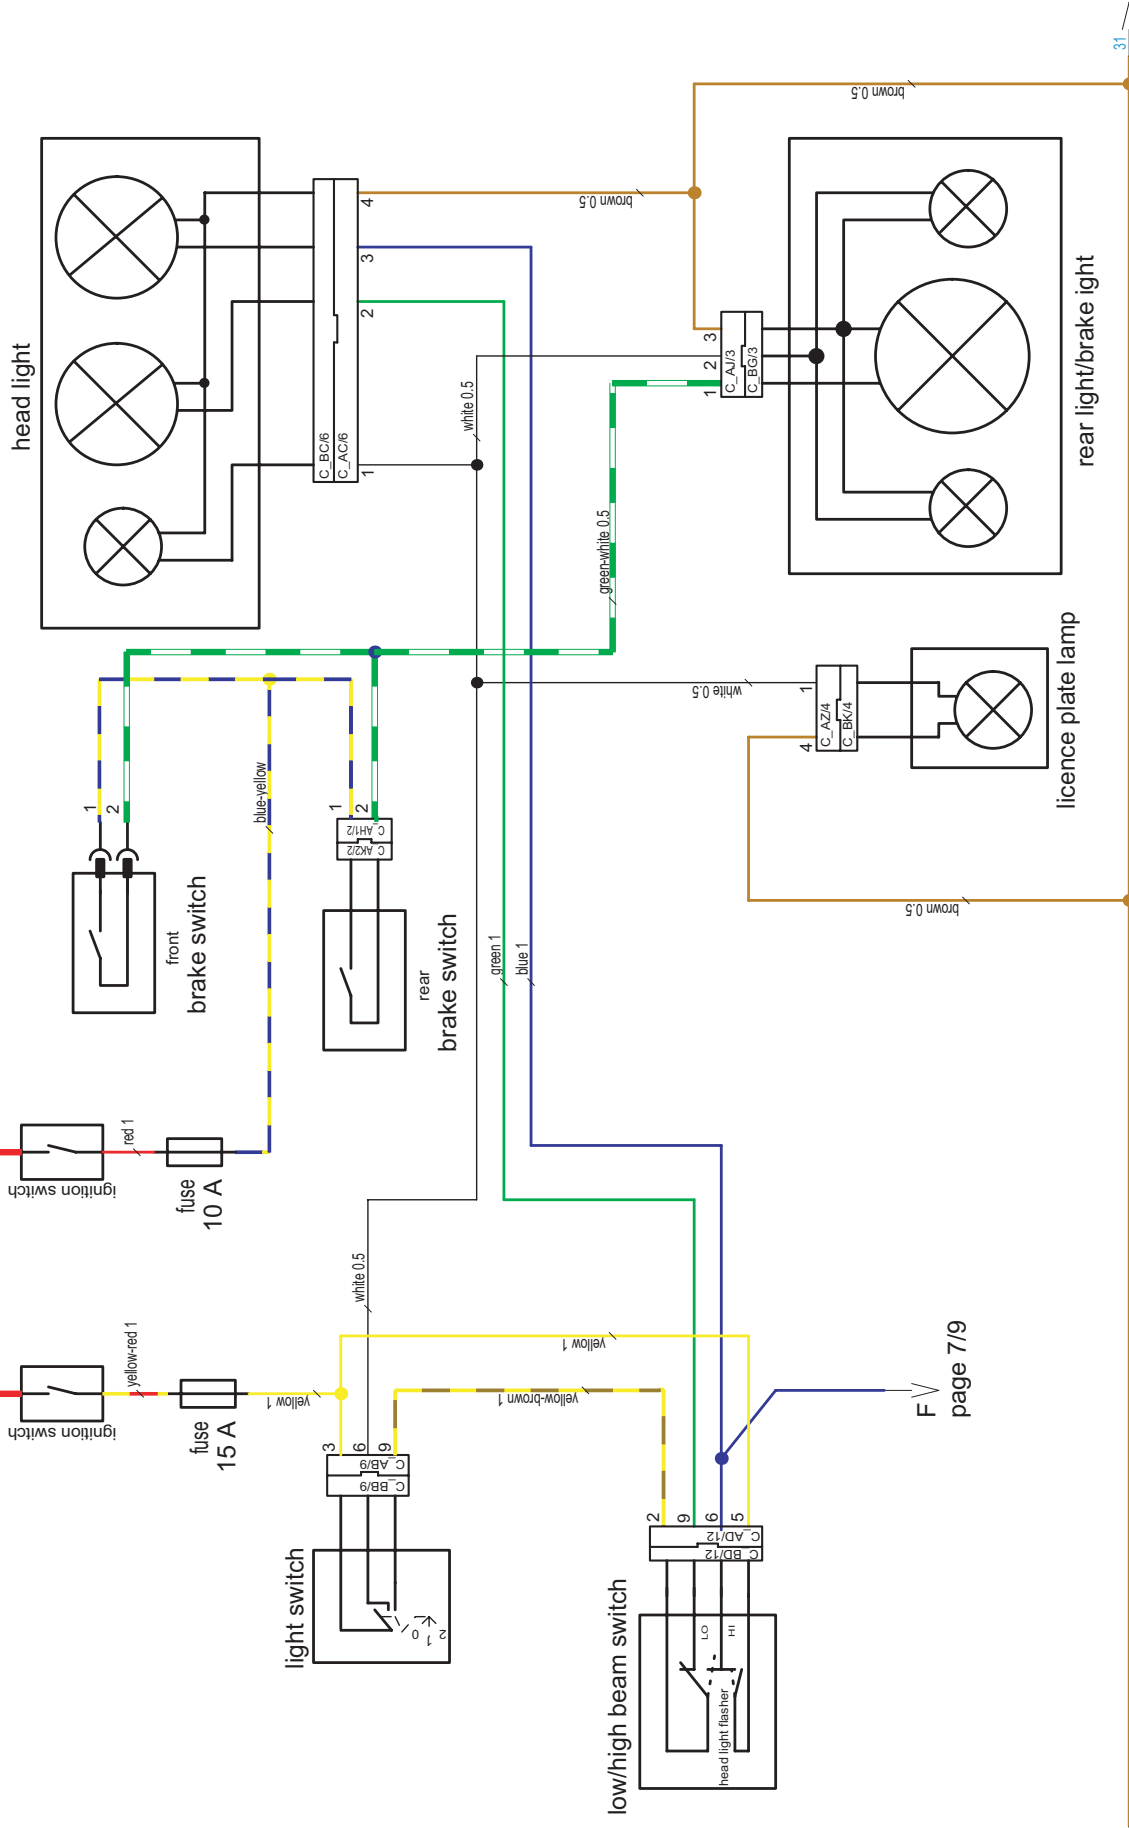 31
brown 0.5
head light
4
brown 0.5
3
2
C_BC/6
C_AC/6
1
white 0.5
3
2
1
C_AJ/3
C_BG/3
rear light/brake ight
green-white 0.5
white 0.5
1
4
C_AZ/4
C_BK/4
licence plate lamp
brown 0.5
1
2
front
brake switch
blue-yellow
1
2
C_AH1/2
C_AK2/2
rear
brake switch
green 1
blue 1
ignition switch
red 1
fuse
10 A
white 0.5
ignition switch
yellow-red 1
fuse
15 A
yellow 1
yellow 1
yellow-brown 1
3
6
9
C_AB/9
C_BB/9
light switch
0
1
2
F
page 7/9
2
9
6
5
C_AD/12
C_BD/12
low/high beam switch
LO
HI
head light flasher